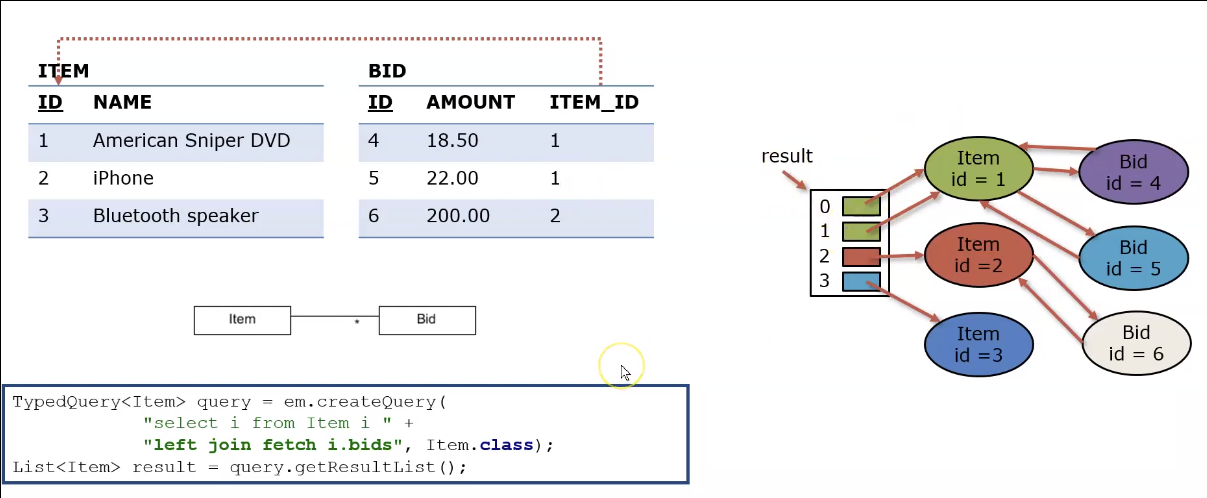 ITEM
ID NAME
1 American Sniper DVD
2 iPhone
3 Bluetooth speaker
BID
ID AMOUNT ITEM_ID
4 18.50 1
5 22.00 1
6 200.00 2
Item * Bid
TypedQuery<Item> query = em.createQuery(
"select i from Item i " +
"left join fetch i.bids", Item.class);
List<Item> result = query.getResultList();
result
0
1
2
3
Item
id = 1
Item
id =2
Item
id =3
Bid
id = 4
Bid
id = 5
Bid
id = 6